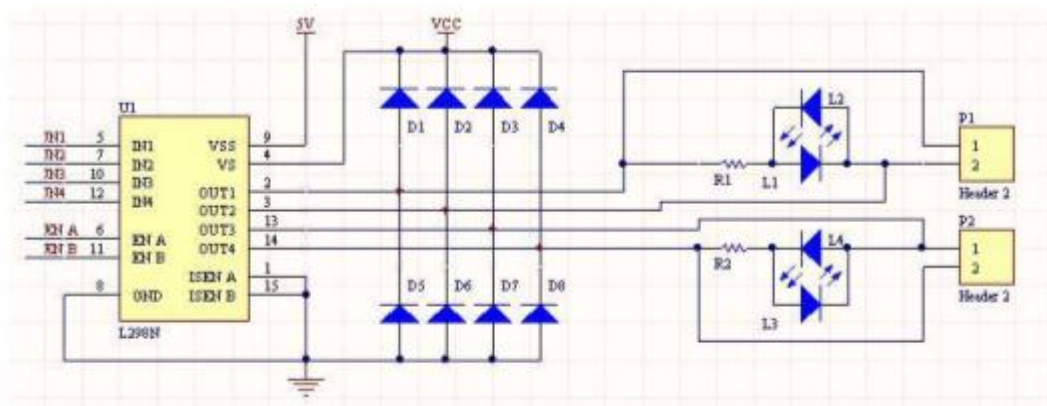 5V
VCC
U1
IN1 5 IN1
IN2 7 IN2
IN3 10 IN3
IN4 12 IN4
EN A 6 EN A
EN B 11 EN B
8 GND
VSS 9
VS 4
OUT1 2
OUT2 3
OUT3 13
OUT4 14
ISEN A 1
ISEN B 15
L298N
D1
D2
D3
D4
D5
D6
D7
D8
L2
R1
L1
P1
1
2
Header 2
L4
R2
L3
P2
1
2
Header 2